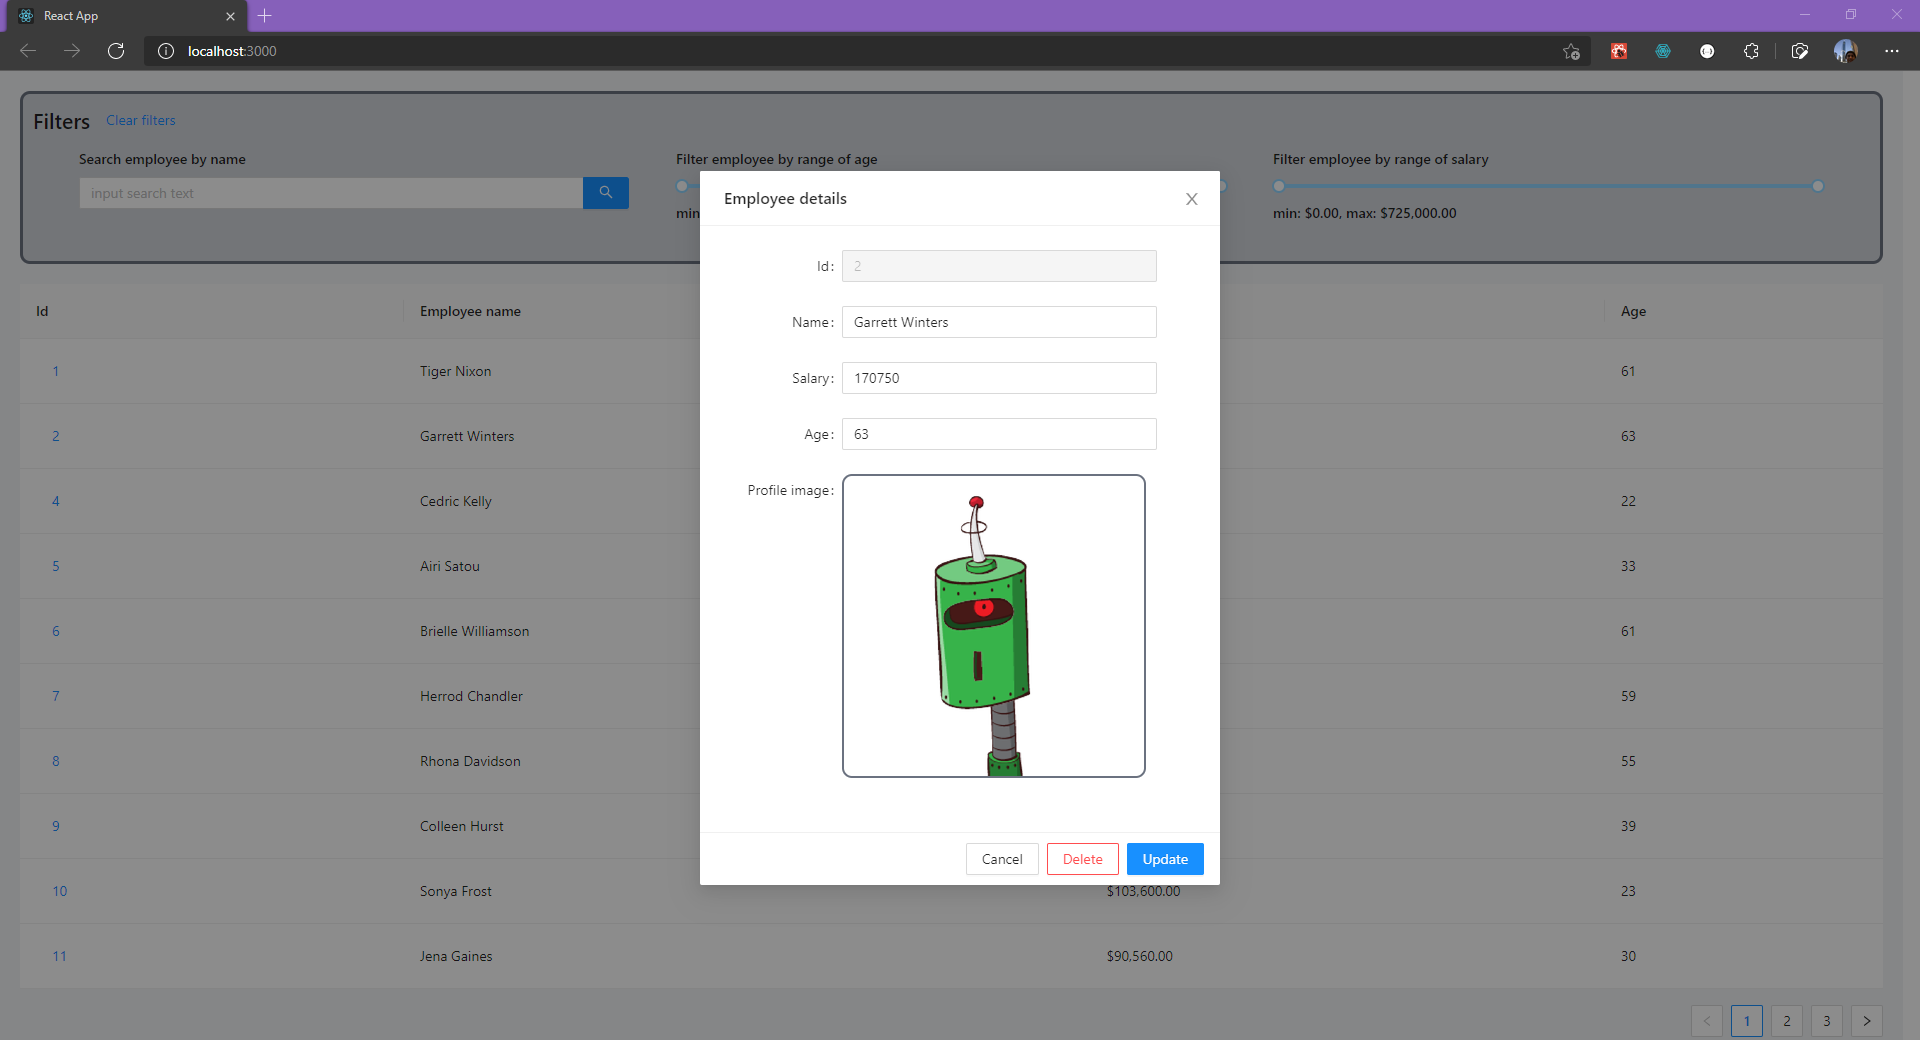 React App
localhost:3000
Filters Clear filters
Search employee by name
input search text
Filter employee by range of age
min
Filter employee by range of salary
min: $0.00, max: $725,000.00
Employee details
Id:
2
Name:
Garrett Winters
Salary:
170750
Age:
63
Profile image:
Cancel Delete Update
Id Employee name Age
1 Tiger Nixon 61
2 Garrett Winters 63
4 Cedric Kelly 22
5 Airi Satou 33
6 Brielle Williamson 61
7 Herrod Chandler 59
8 Rhona Davidson 55
9 Colleen Hurst 39
10 Sonya Frost $103,600.00 23
11 Jena Gaines $90,560.00 30
< 1 2 3 >